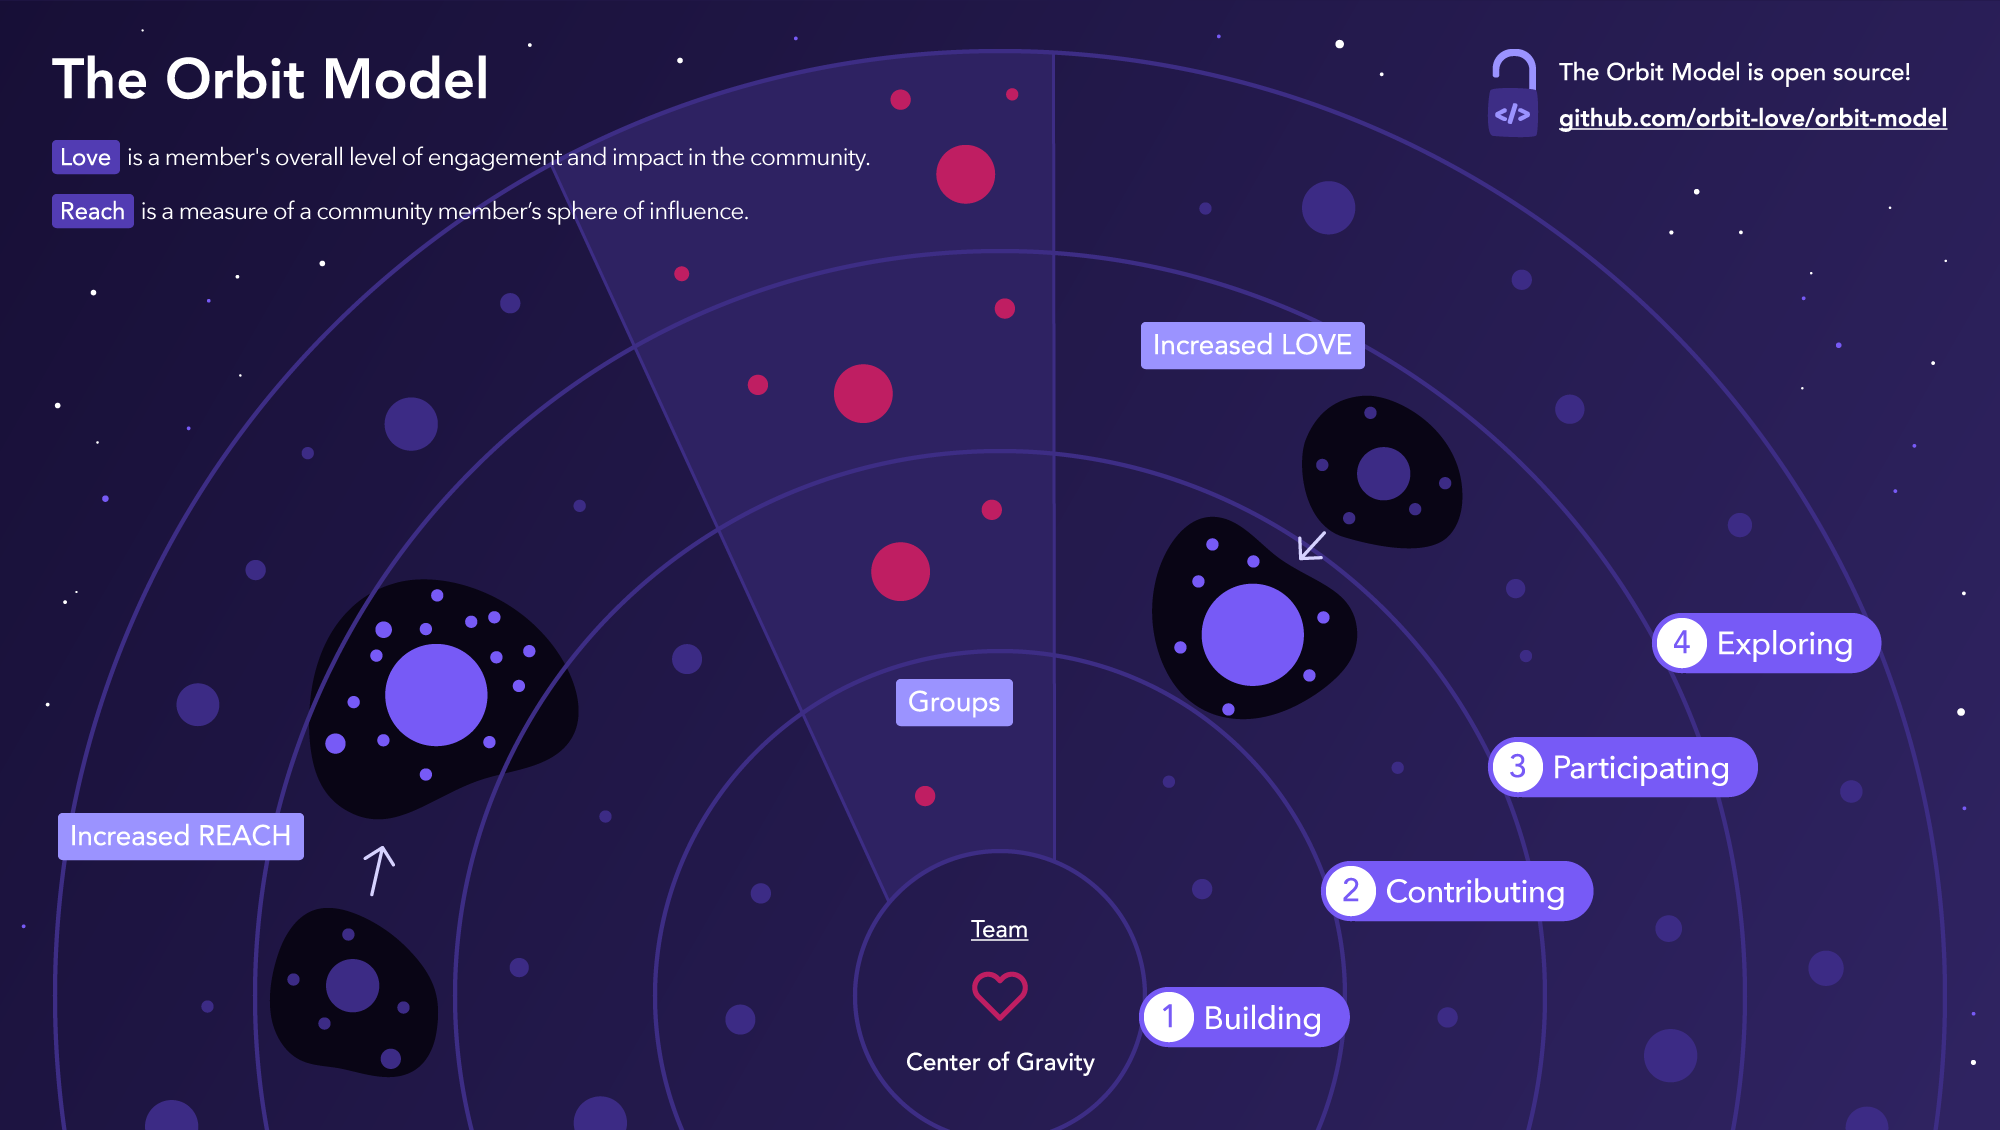 The Orbit Model
Love is a member's overall level of engagement and impact in the community.
Reach is a measure of a community member’s sphere of influence.
The Orbit Model is open source!
</>
github.com/orbit-love/orbit-model
Increased LOVE
4 Exploring
Groups
3 Participating
Increased REACH
2 Contributing
Team
1 Building
Center of Gravity